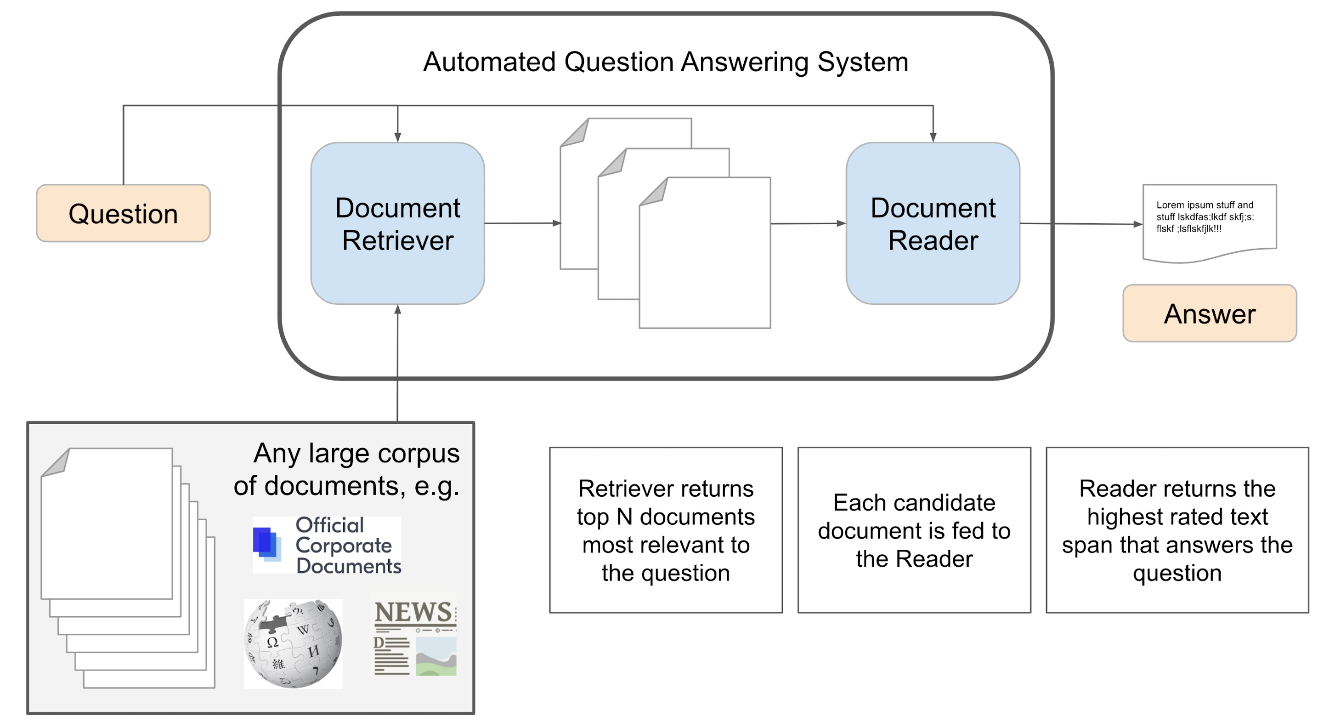 Automated Question Answering System
Question
Document
Retriever
Document
Reader
Lorem ipsum stuff and
stuff lskdfas;lkdf skfj;s;
flskf ;lsflskfjlk!!!
Answer
Any large corpus
of documents, e.g.
Official
Corporate
Documents
NEWS
D
Ω
W
維
И
Retriever returns
top N documents
most relevant to
the question
Each candidate
document is fed to
the Reader
Reader returns the
highest rated text
span that answers the
question